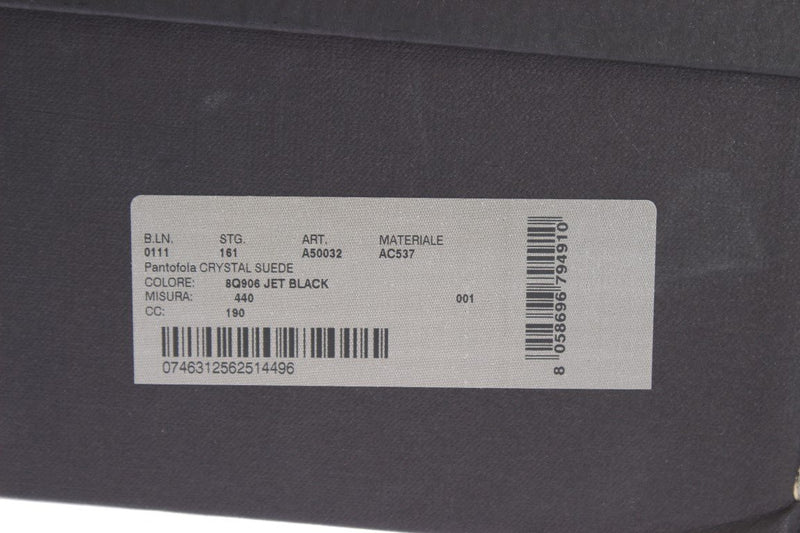 B.LN. STG. ART. MATERIALE
0111 161 A50032 AC537
Pantofola CRYSTAL SUEDE
COLORE: 8Q906 JET BLACK
MISURA: 440 001
CC: 190
0746312562514496
8 058696 794910